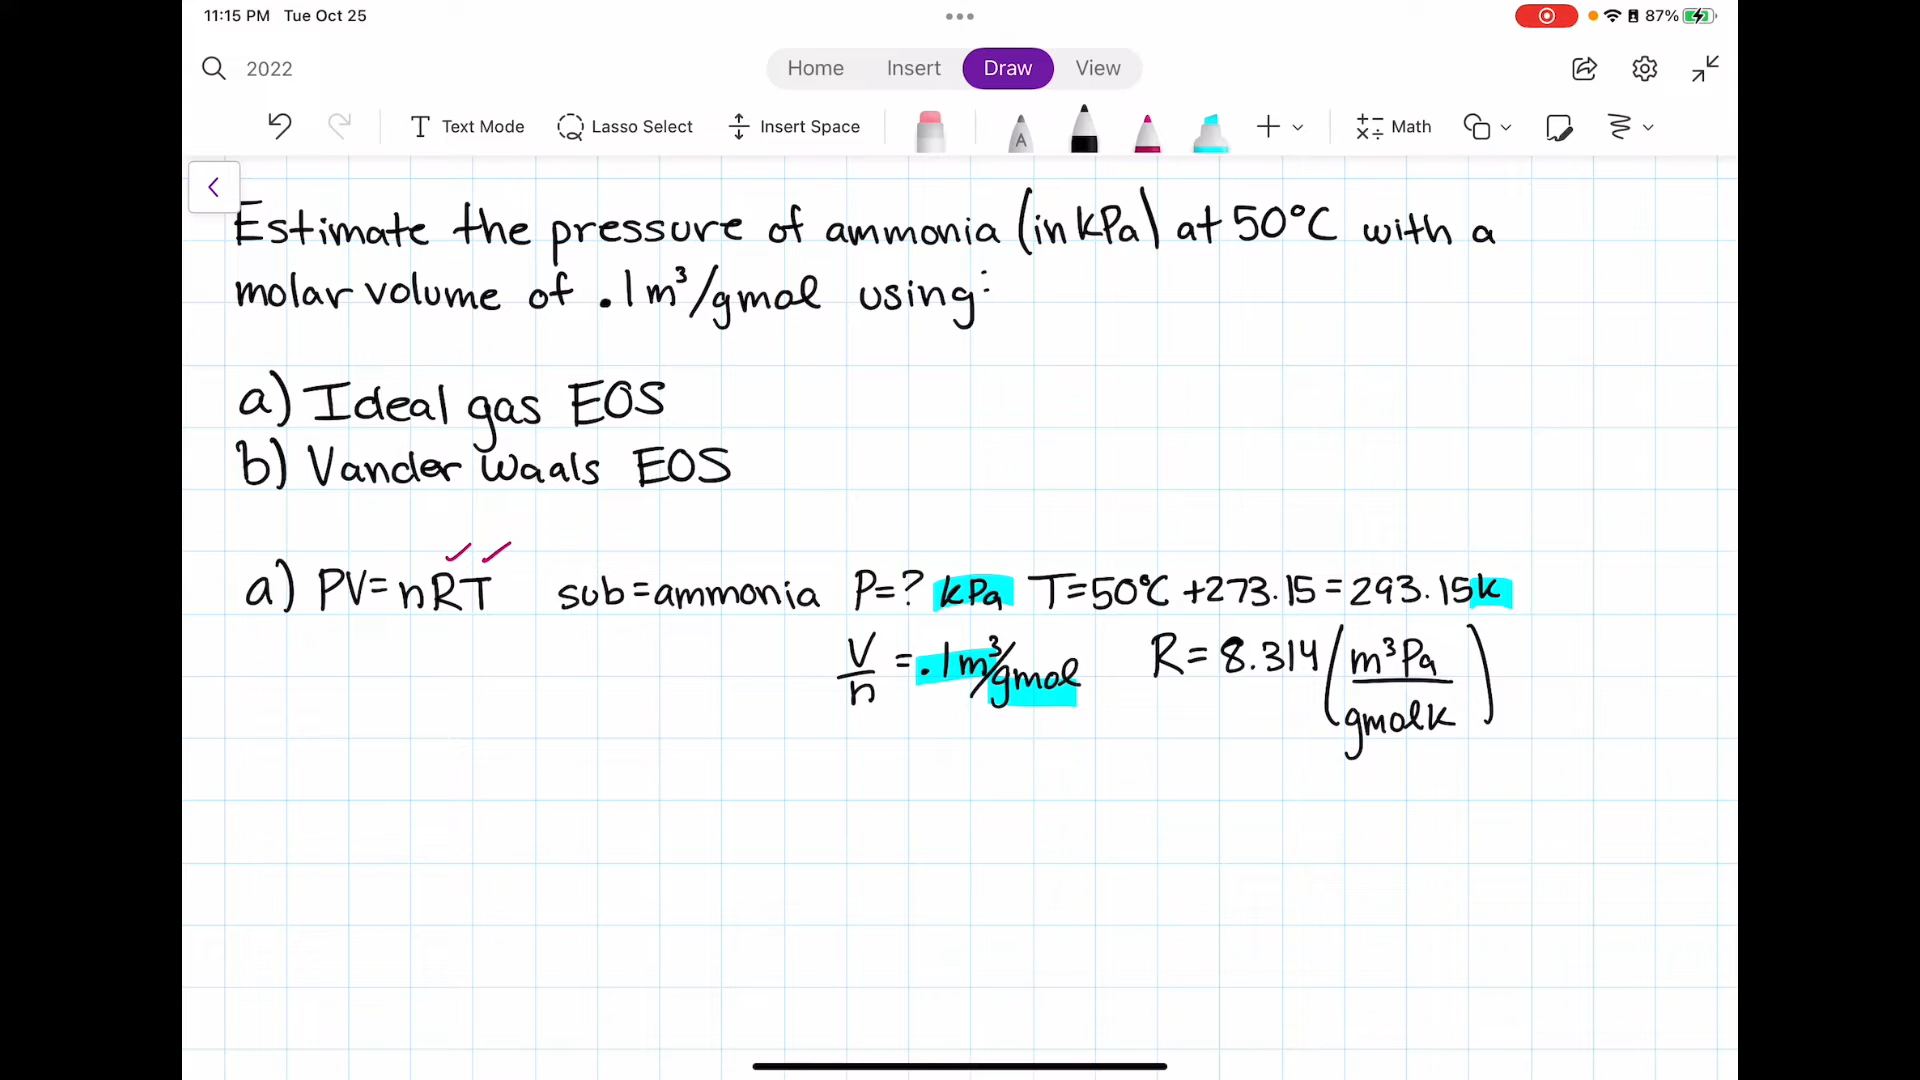 11:15 PM Tue Oct 25
87%
2022
Home Insert Draw View
Text Mode Lasso Select Insert Space A Math
Estimate the pressure of ammonia (in kPa) at 50°C with a
molar volume of .1m³/gmol using:
a) Ideal gas EOS
b) Vander Waals EOS
a) PV=nRT sub=ammonia P=? kPa T=50°C +273.15=293.15k
V/n = .1m³/gmol R=8.314 (m³Pa/gmolk)